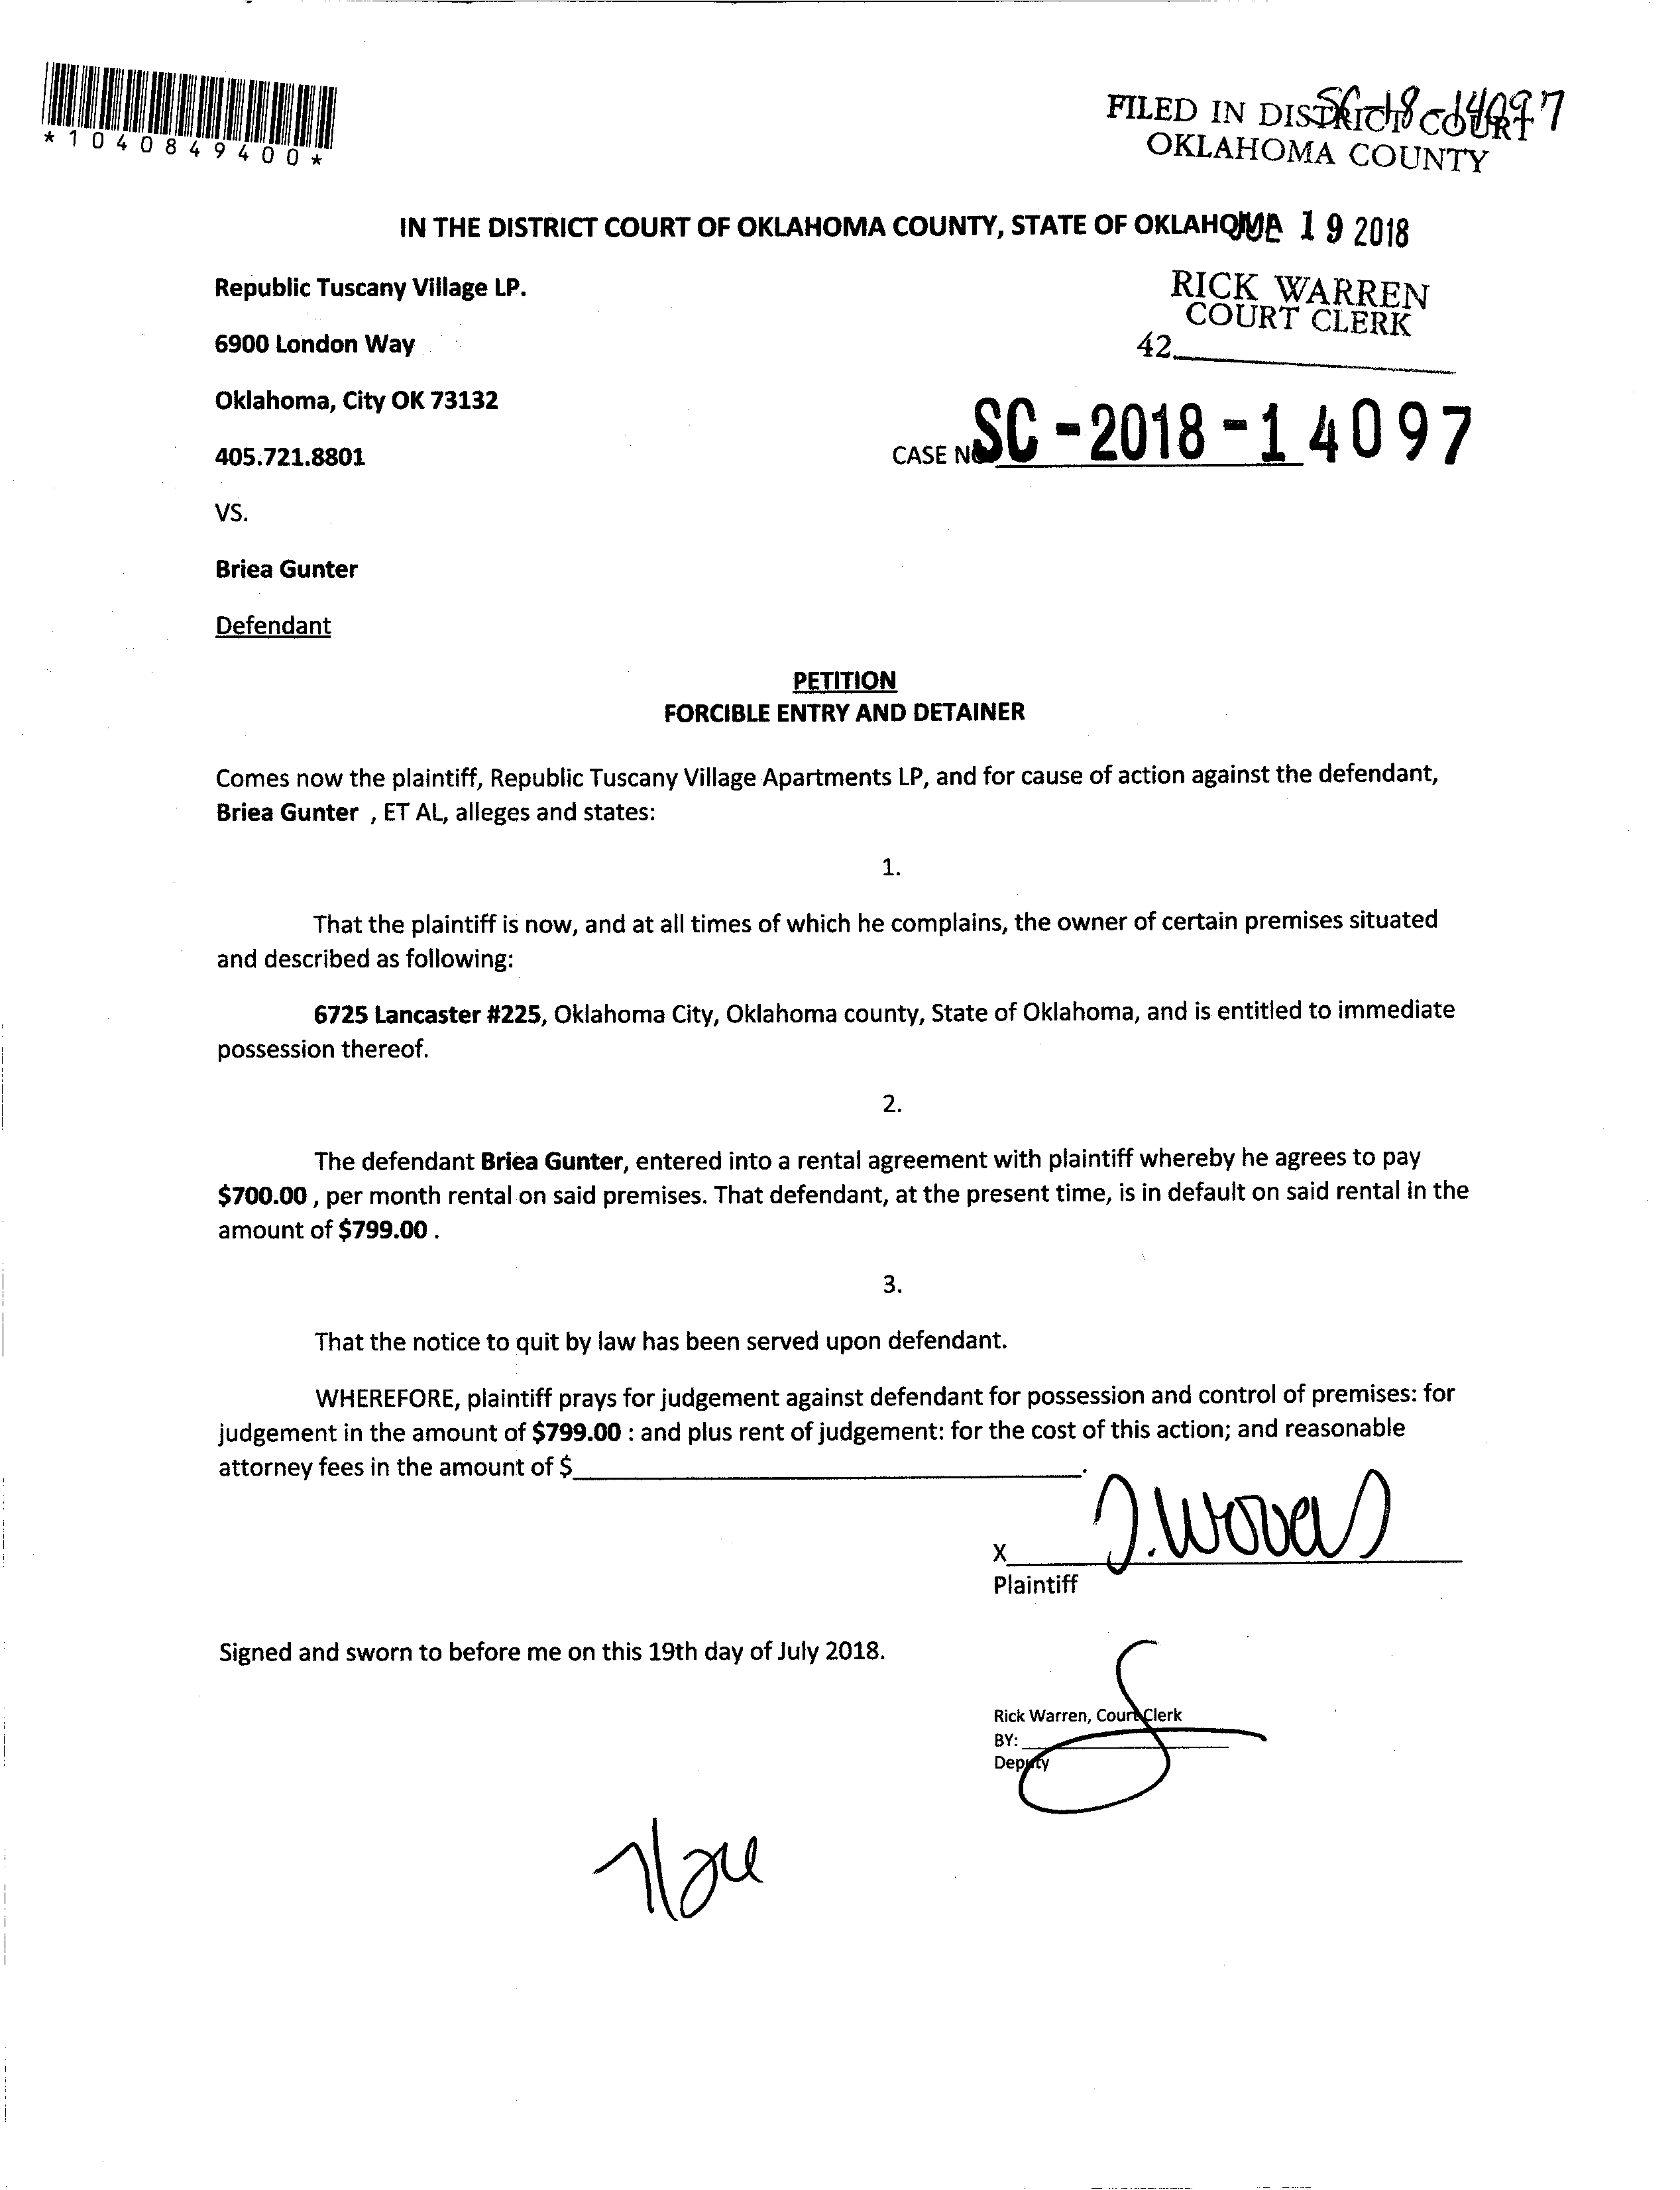 *1040849400*
SC-18-14097
FILED IN DISTRICT COURT
OKLAHOMA COUNTY
IN THE DISTRICT COURT OF OKLAHOMA COUNTY, STATE OF OKLAHOMA
19 2018
Republic Tuscany Village LP.
RICK WARREN
COURT CLERK
6900 London Way
42
Oklahoma, City OK 73132
405.721.8801
CASE NO SC-2018-14097
VS.
Briea Gunter
Defendant
PETITION
FORCIBLE ENTRY AND DETAINER
Comes now the plaintiff, Republic Tuscany Village Apartments LP, and for cause of action against the defendant,
Briea Gunter , ET AL, alleges and states:
1.
That the plaintiff is now, and at all times of which he complains, the owner of certain premises situated
and described as following:
6725 Lancaster #225, Oklahoma City, Oklahoma county, State of Oklahoma, and is entitled to immediate
possession thereof.
2.
The defendant Briea Gunter, entered into a rental agreement with plaintiff whereby he agrees to pay
$700.00 , per month rental on said premises. That defendant, at the present time, is in default on said rental in the
amount of $799.00 .
3.
That the notice to quit by law has been served upon defendant.
WHEREFORE, plaintiff prays for judgement against defendant for possession and control of premises: for
judgement in the amount of $799.00 : and plus rent of judgement: for the cost of this action; and reasonable
attorney fees in the amount of $.
X
Plaintiff
Signed and sworn to before me on this 19th day of July 2018.
Rick Warren, Court Clerk
BY:
Deputy